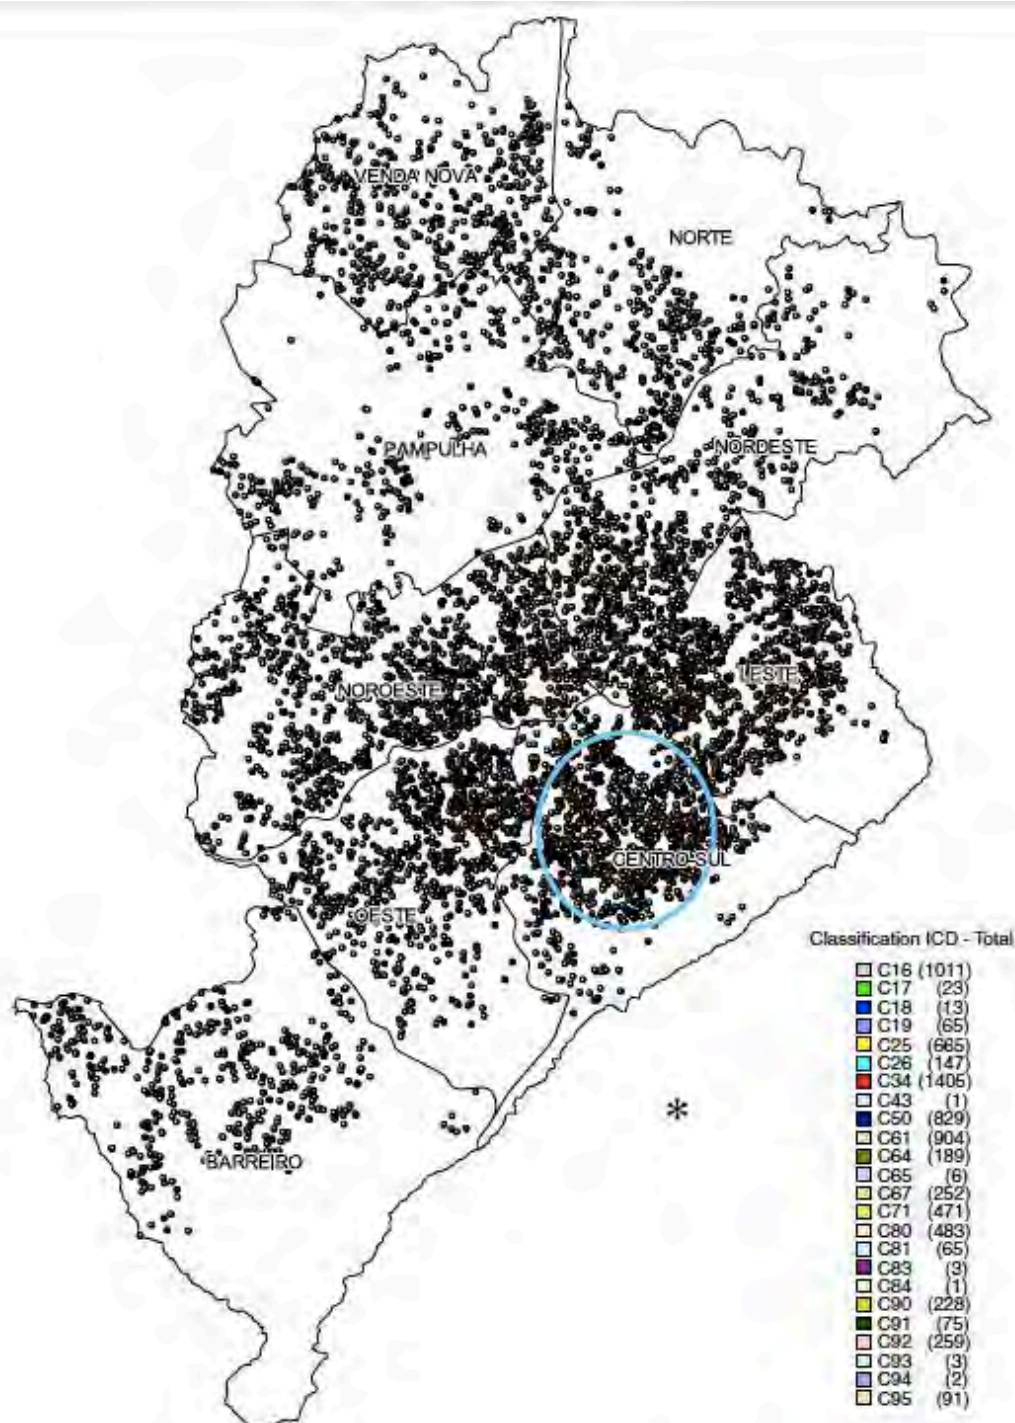 VENDA NOVA
NORTE
PAMPULHA
NORDESTE
NOROESTE
LESTE
CENTRO-SUL
OESTE
BARREIRO
*
Classification ICD - Total
C16 (1011)
C17 (23)
C18 (13)
C19 (65)
C25 (665)
C26 (147)
C34 (1405)
C43 (1)
C50 (829)
C61 (904)
C64 (189)
C65 (6)
C67 (252)
C71 (471)
C80 (483)
C81 (65)
C83 (3)
C84 (1)
C90 (228)
C91 (75)
C92 (259)
C93 (3)
C94 (2)
C95 (91)